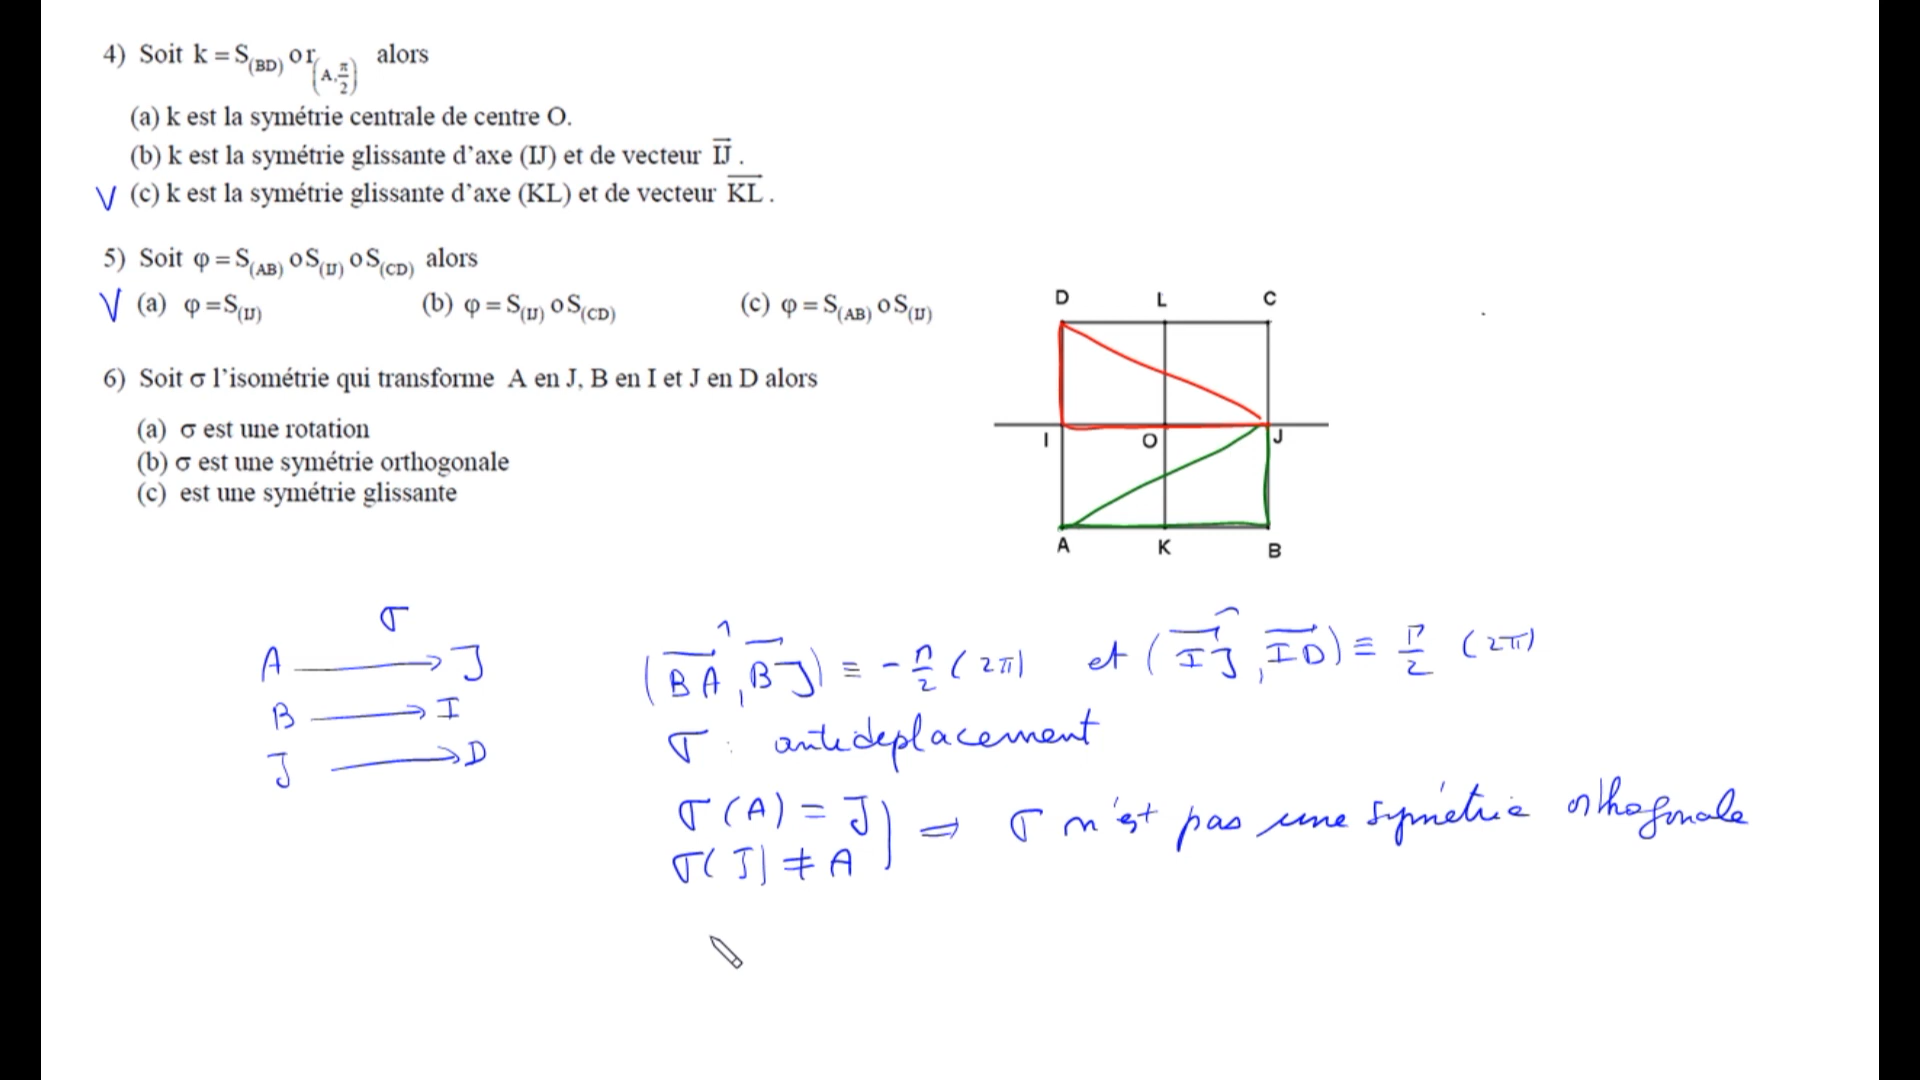 4) Soit k = S(BD) o r(A, π/2) alors
(a) k est la symétrie centrale de centre O.
(b) k est la symétrie glissante d'axe (IJ) et de vecteur IJ⃗ .
V (c) k est la symétrie glissante d'axe (KL) et de vecteur KL⃗ .
5) Soit φ = S(AB) o S(IJ) o S(CD) alors
V (a) φ = S(IJ) (b) φ = S(IJ) o S(CD) (c) φ = S(AB) o S(IJ)
6) Soit σ l'isométrie qui transforme A en J, B en I et J en D alors
(a) σ est une rotation
(b) σ est une symétrie orthogonale
(c) est une symétrie glissante
D L C
I O J
A K B
σ
A → J
B → I
J → D
(BA⃗ , BJ⃗) ≡ - π/2 (2π) et (IJ⃗ , ID⃗) ≡ π/2 (2π)
σ : antideplacement
σ(A) = J
σ(J) ≠ A } ⇒ σ n'est pas une symétrie orthogonale